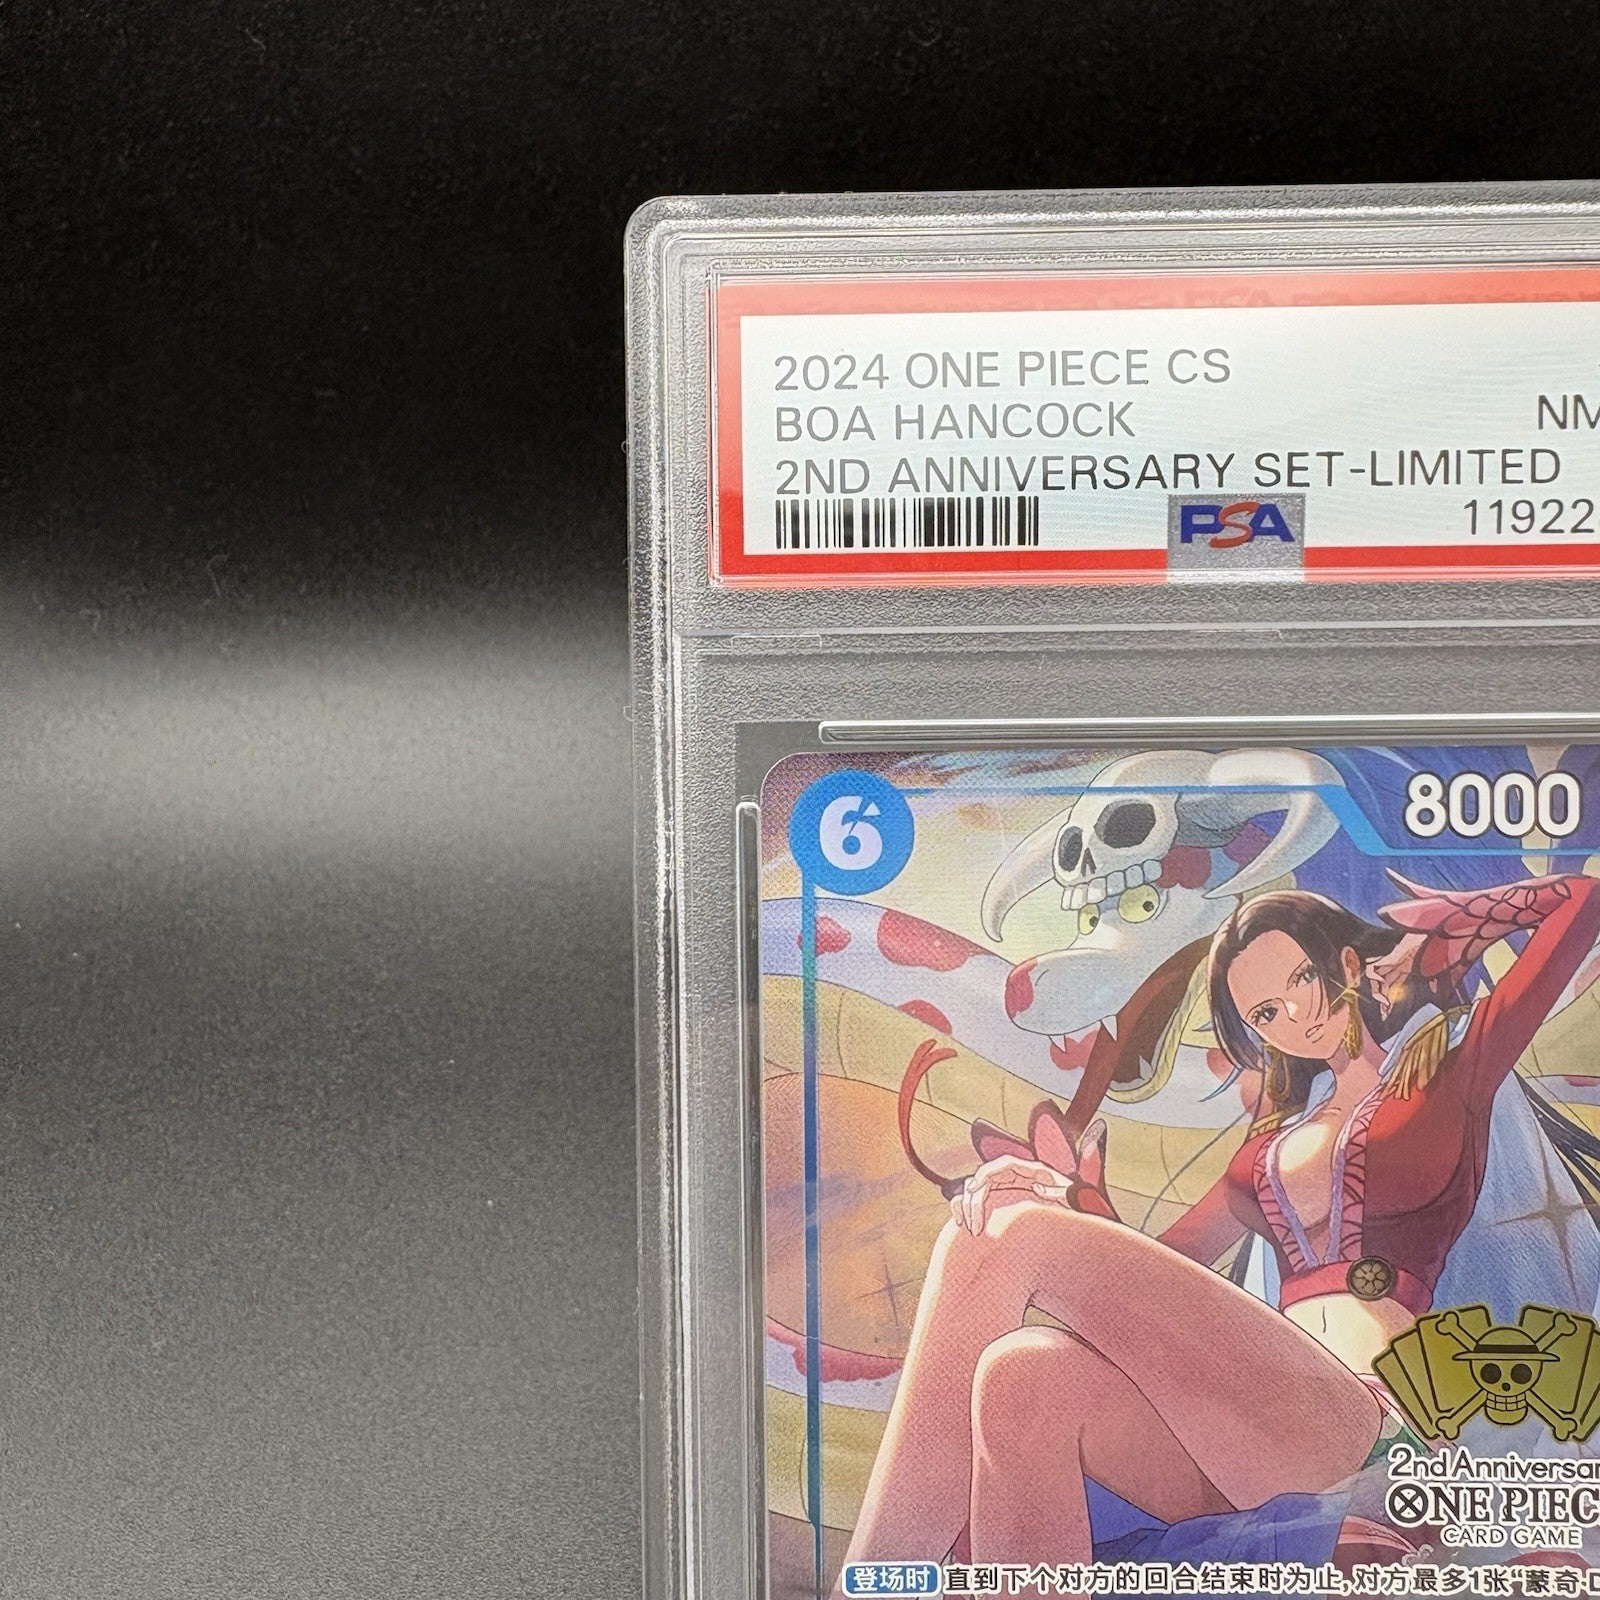 2024 ONE PIECE CS
BOA HANCOCK
NM
2ND ANNIVERSARY SET-LIMITED
PSA
11922
6
8000
2nd Anniversar
ONE PIEC
CARD GAME
登场时 直到下个对方的回合结束时为止,对方最多1张“蒙奇·D